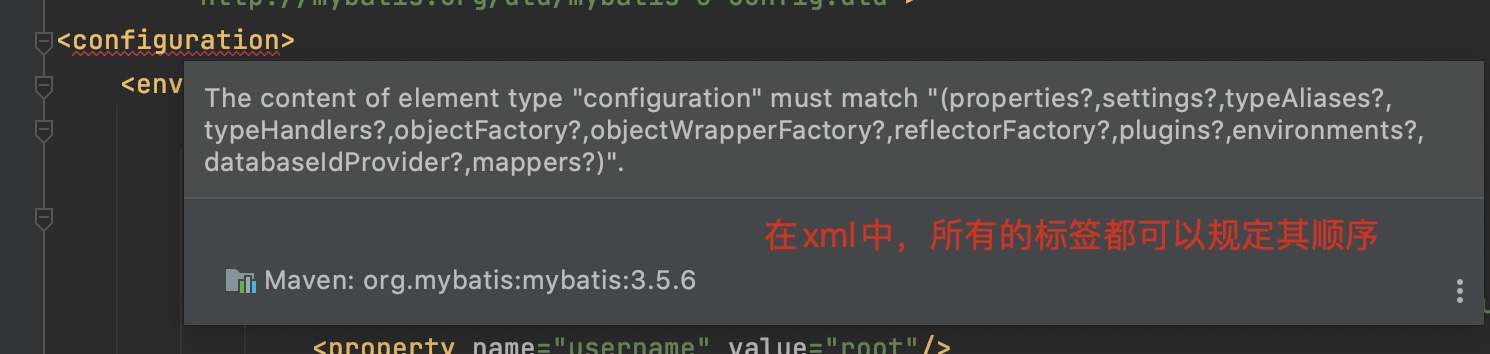 "http://mybatis.org/dtd/mybatis-3-config.dtd">
<configuration>
<env
The content of element type "configuration" must match "(properties?,settings?,typeAliases?,
typeHandlers?,objectFactory?,objectWrapperFactory?,reflectorFactory?,plugins?,environments?,
databaseIdProvider?,mappers?)".
在xml中，所有的标签都可以规定其顺序
Maven: org.mybatis:mybatis:3.5.6
<property name="username" value="root"/>